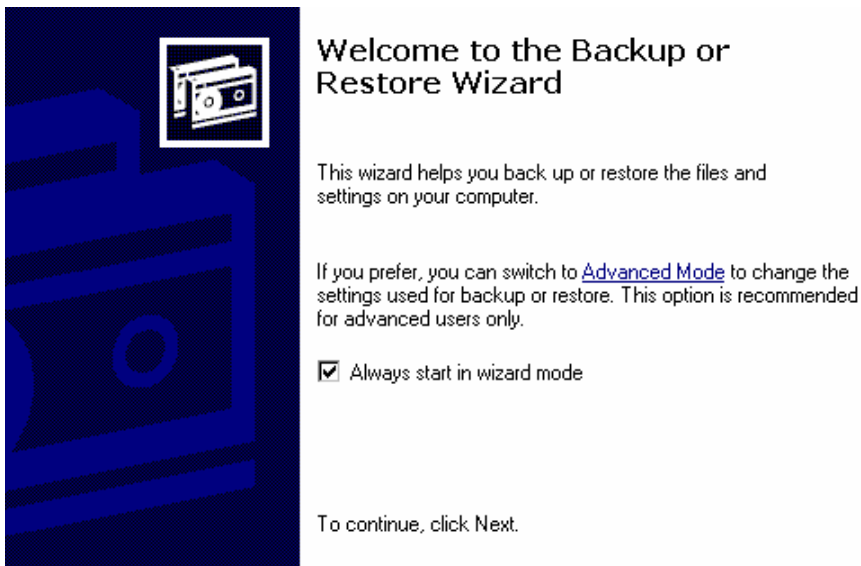 Welcome to the Backup or
Restore Wizard
This wizard helps you back up or restore the files and
settings on your computer.
If you prefer, you can switch to Advanced Mode to change the
settings used for backup or restore. This option is recommended
for advanced users only.
Always start in wizard mode
To continue, click Next.